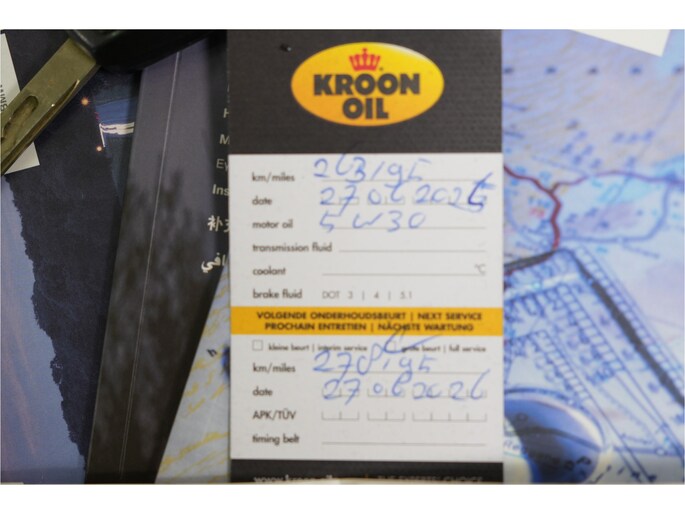 KROON
OIL
km/miles 263195
date 27 06 2025
motor oil 5W30
transmission fluid
coolant °C
brake fluid DOT 3 | 4 | 5.1
VOLGENDE ONDERHOUDSBEURT | NEXT SERVICE
PROCHAIN ENTRETIEN | NÄCHSTE WARTUNG
kleine beurt | interim service grote beurt | full service
km/miles 278195
date 27 06 2026
APK/TÜV
timing belt